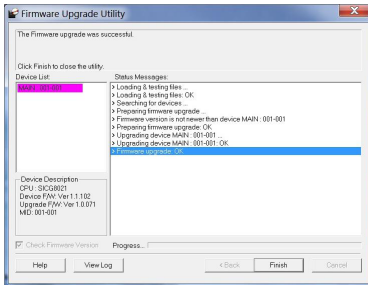 Firmware Upgrade Utility
X
The Firmware upgrade was successful.
Click Finish to close the utility.
Device List:
Status Messages:
MAIN : 001-001
> Loading & testing files ...
> Loading & testing files: OK
> Searching for devices ...
> Preparing firmware upgrade ...
> Firmware version is not newer than device MAIN : 001-001
> Preparing firmware upgrade: OK
> Upgrading device MAIN : 001-001 ...
> Upgrading device MAIN : 001-001: OK
> Firmware upgrade: OK
Device Description
CPU : SICG8021
Device F/W: Ver 1.1.102
Upgrade F/W: Ver 1.0.071
MID: 001-001
Check Firmware Version
Progress...
Help
View Log
< Back
Finish
Cancel